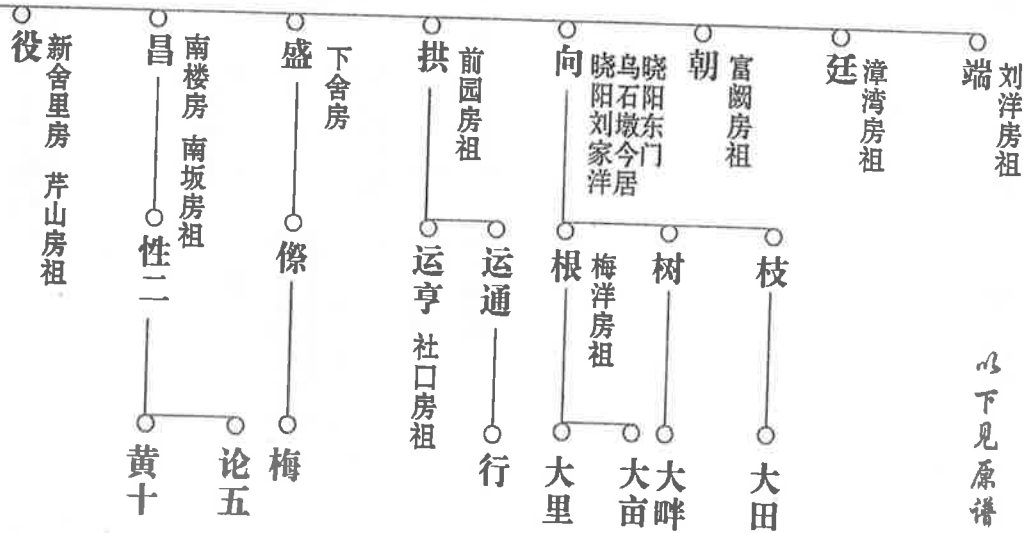 端
刘洋房祖
廷
漳湾房祖
朝
富阙房祖
向
晓阳东门
乌石墩今居
晓阳刘家洋
拱
前园房祖
盛
下舍房
昌
南楼房 南坂房祖
役
新舍里房 芹山房祖
枝
树
根
梅洋房祖
运通
运亨
社口房祖
傺
性二
大田
大畔
大亩
大里
行
梅
论五
黄十
以下见原谱